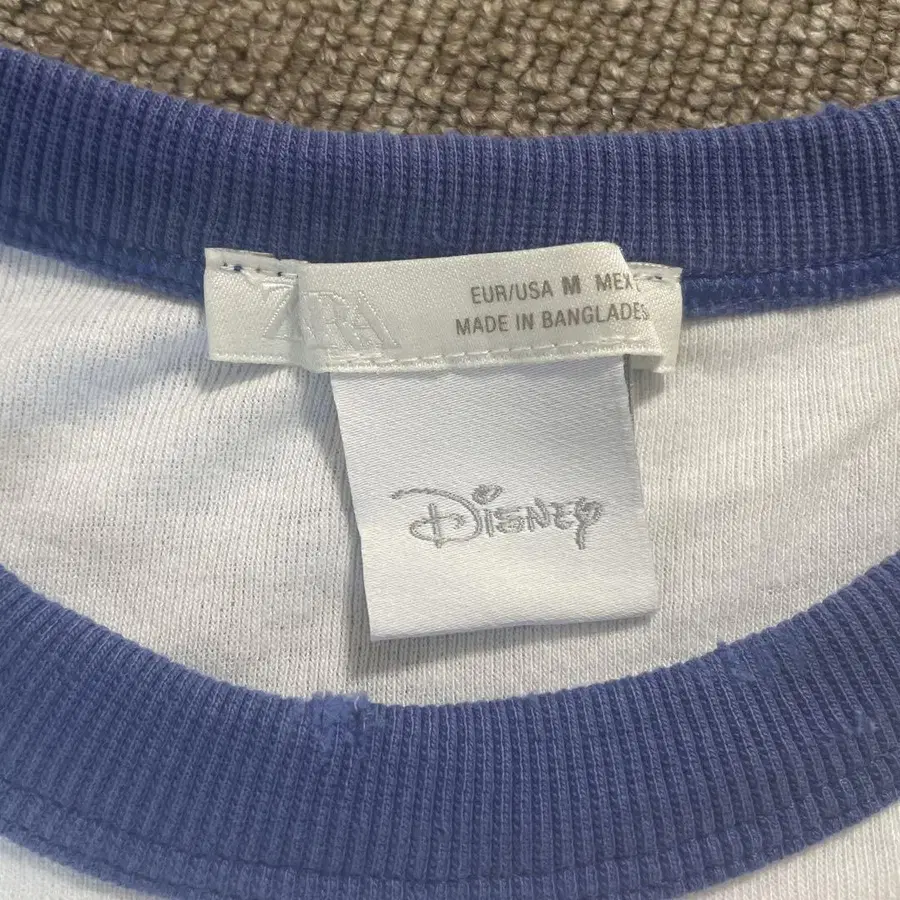 ZARA
EUR/USA M MEX
MADE IN BANGLADES
Disney